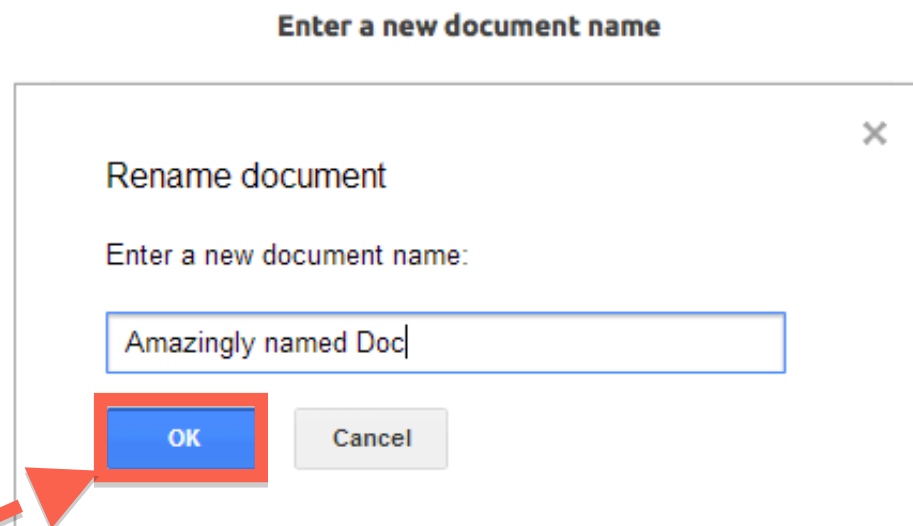 Enter a new document name
Rename document
Enter a new document name:
Amazingly named Doc
OK Cancel